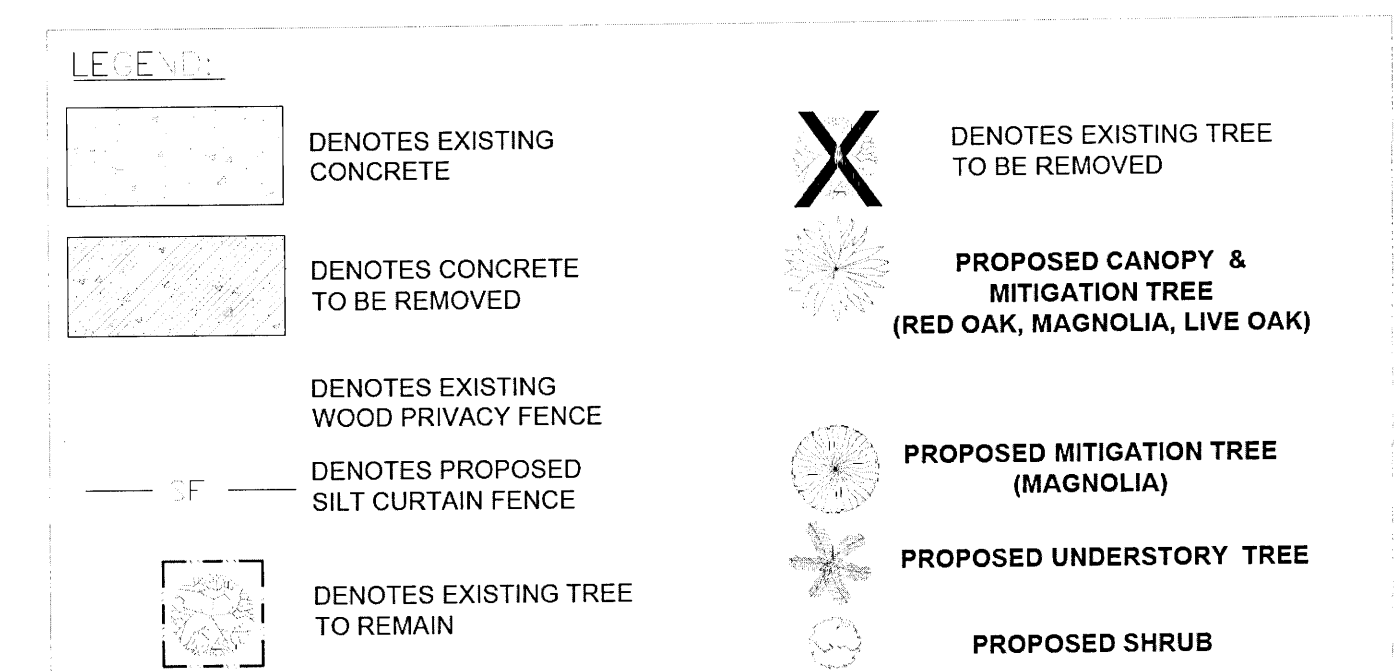 LEGEND:
DENOTES EXISTING
CONCRETE
DENOTES CONCRETE
TO BE REMOVED
DENOTES EXISTING
WOOD PRIVACY FENCE
SF
DENOTES PROPOSED
SILT CURTAIN FENCE
DENOTES EXISTING TREE
TO REMAIN
DENOTES EXISTING TREE
TO BE REMOVED
PROPOSED CANOPY &
MITIGATION TREE
(RED OAK, MAGNOLIA, LIVE OAK)
PROPOSED MITIGATION TREE
(MAGNOLIA)
PROPOSED UNDERSTORY TREE
PROPOSED SHRUB